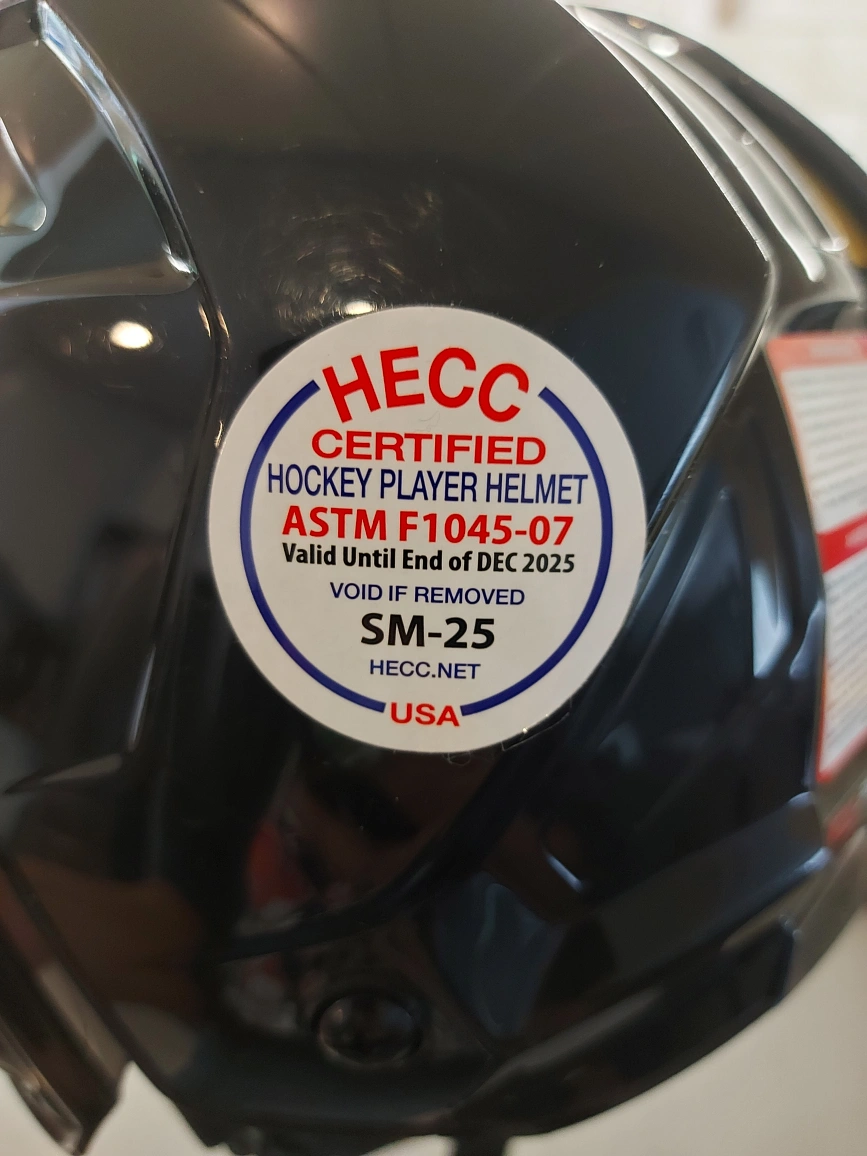 HECC
CERTIFIED
HOCKEY PLAYER HELMET
ASTM F1045-07
Valid Until End of DEC 2025
VOID IF REMOVED
SM-25
HECC.NET
USA